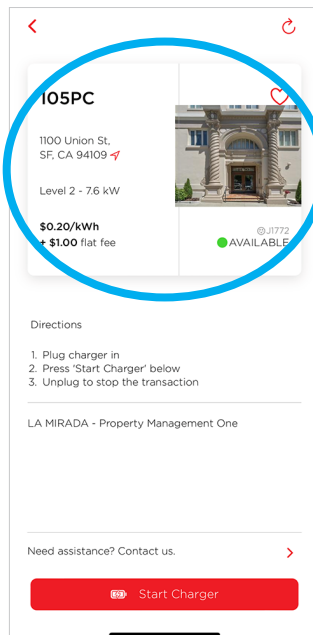 105PC
1100 Union St,
SF, CA 94109
Level 2 - 7.6 kW
$0.20/kWh
+ $1.00 flat fee
J1772
AVAILABLE
Directions
1. Plug charger in
2. Press 'Start Charger' below
3. Unplug to stop the transaction
LA MIRADA - Property Management One
Need assistance? Contact us.
Start Charger